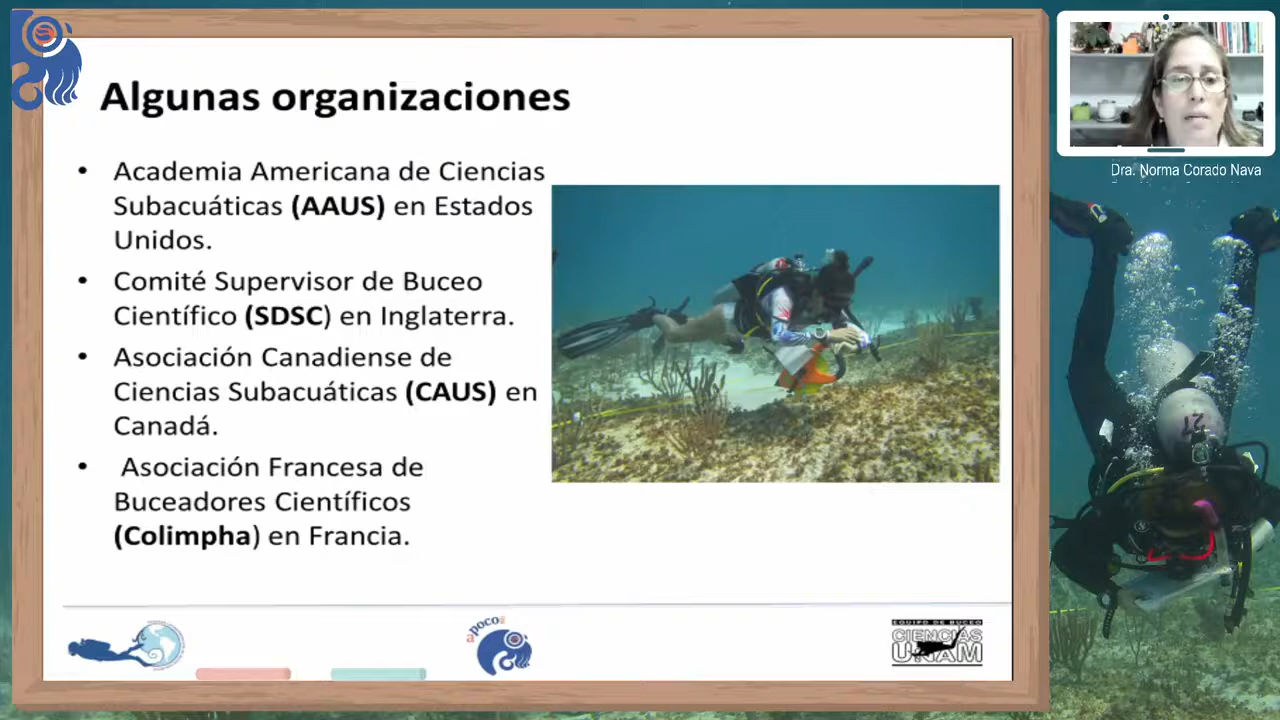 Algunas organizaciones
• Academia Americana de Ciencias
Subacuáticas (AAUS) en Estados
Unidos.
• Comité Supervisor de Buceo
Científico (SDSC) en Inglaterra.
• Asociación Canadiense de
Ciencias Subacuáticas (CAUS) en
Canadá.
• Asociación Francesa de
Buceadores Científicos
(Colimpha) en Francia.
Dra. Norma Corado Nava
27
poco
EQUIPO DE BUCEO
CIENCIAS
UNAM